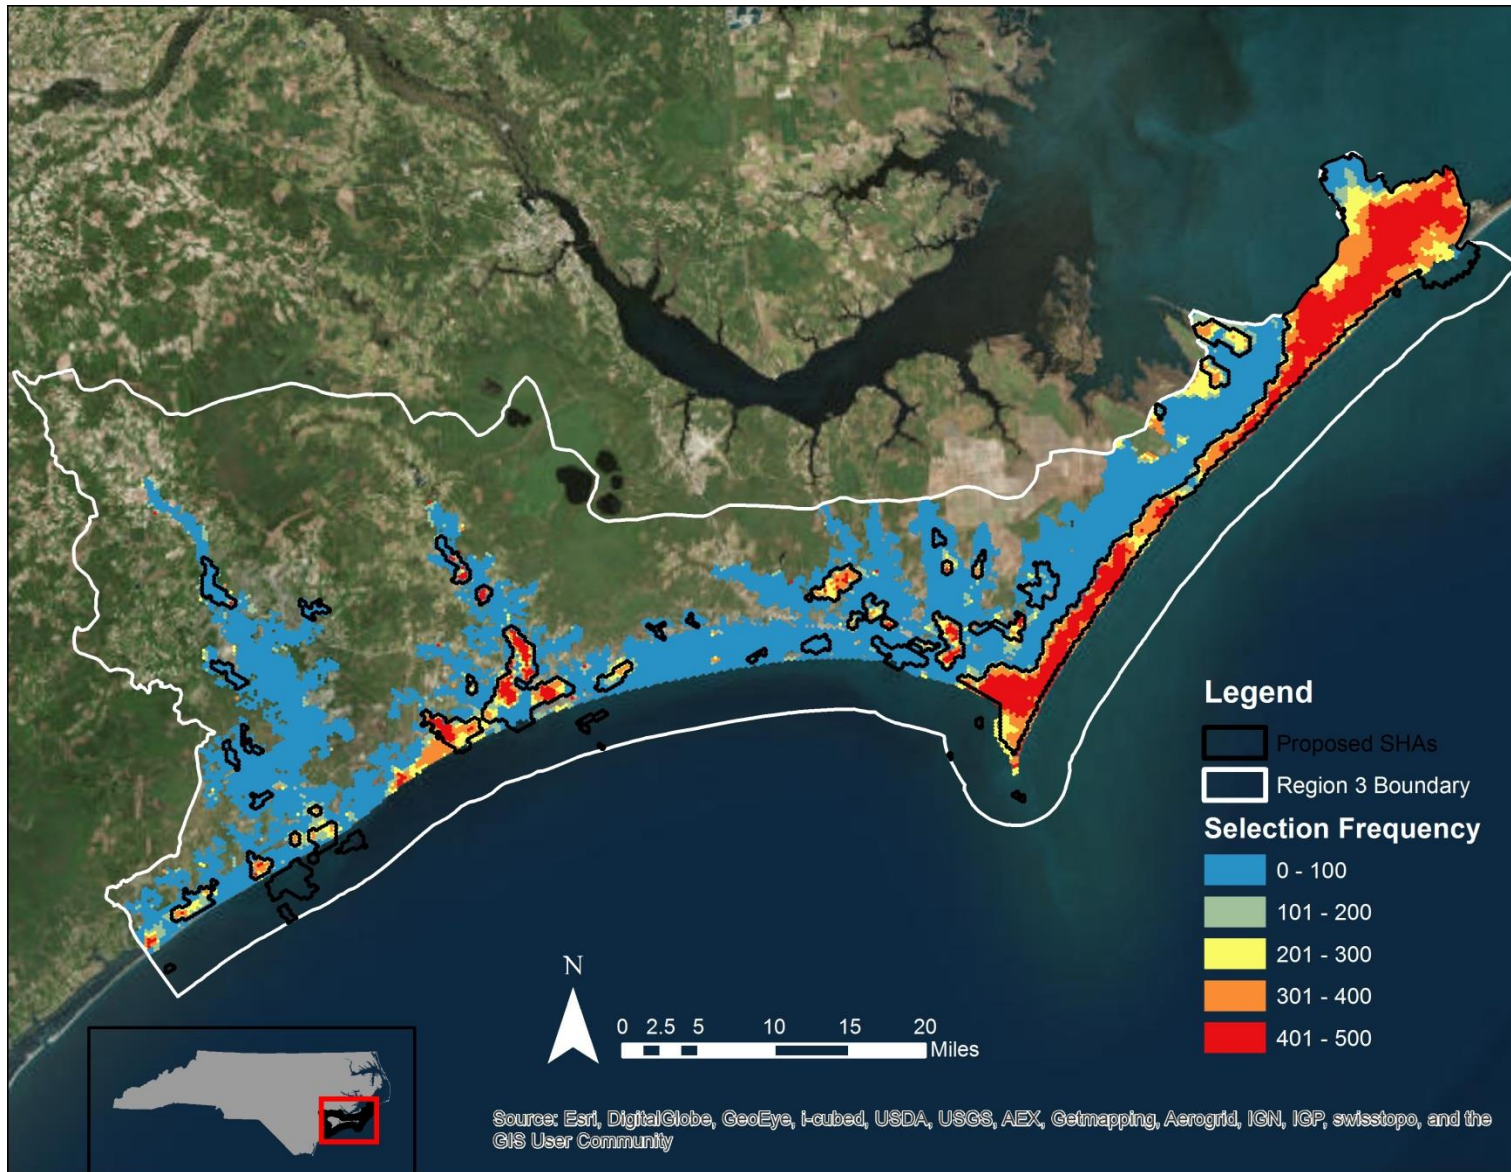 Legend
Proposed SHAs
Region 3 Boundary
Selection Frequency
0 - 100
101 - 200
201 - 300
301 - 400
401 - 500
N
0 2.5 5 10 15 20
Miles
Source: Esri, DigitalGlobe, GeoEye, i-cubed, USDA, USGS, AEX, Getmapping, Aerogrid, IGN, IGP, swisstopo, and the
GIS User Community